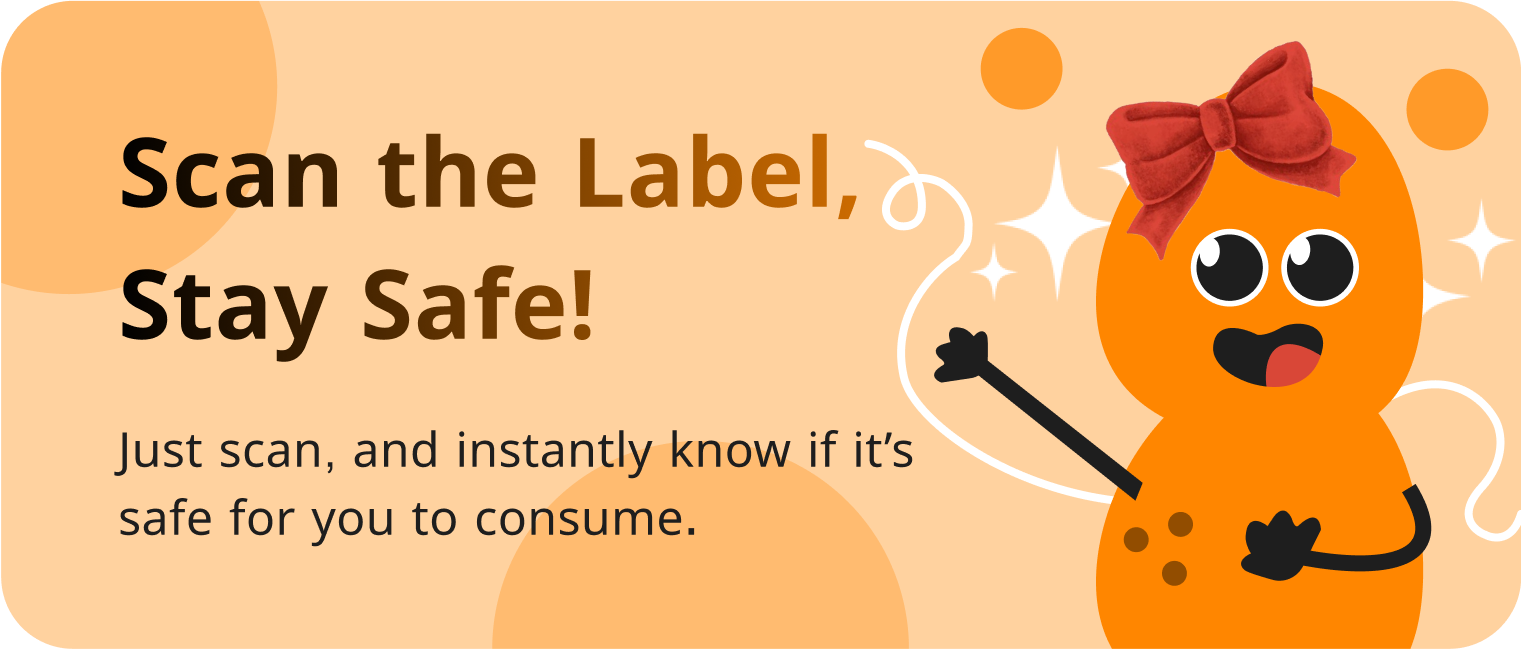 Scan the Label,
Stay Safe!
Just scan, and instantly know if it’s
safe for you to consume.